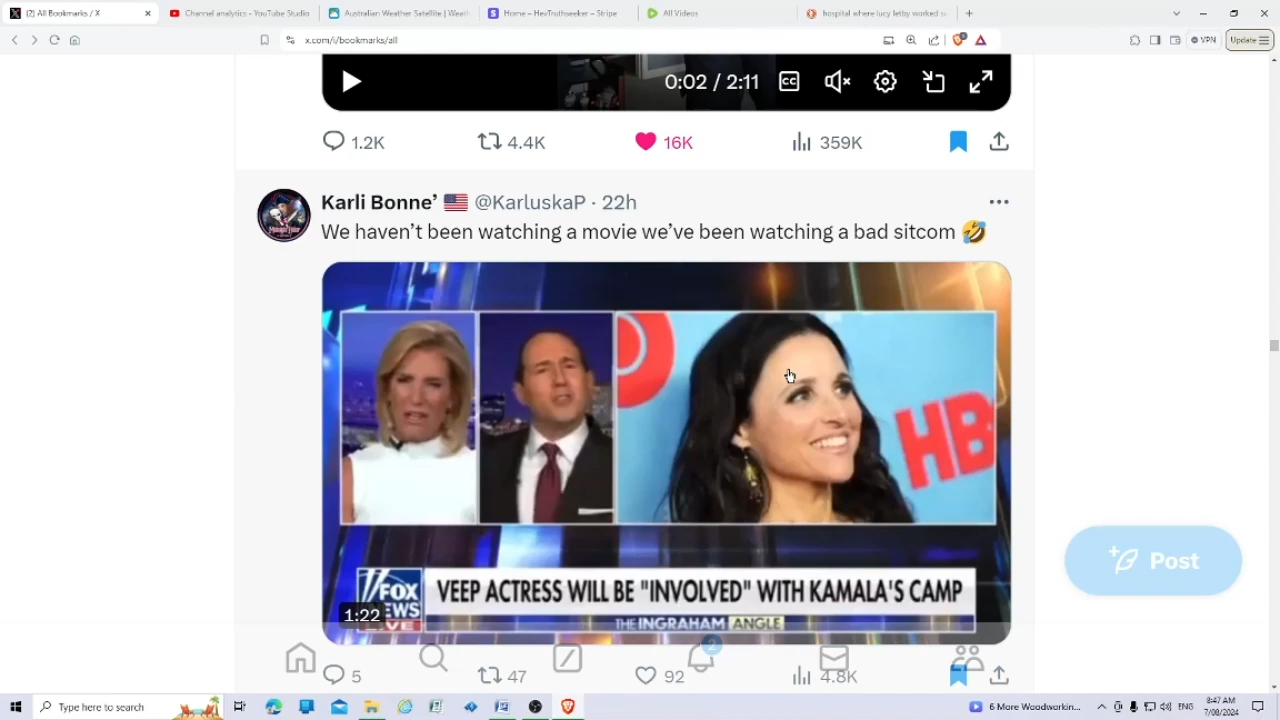 (2) All Bookmarks / X
Channel analytics - YouTube Studio
Australian Weather Satellite | Weath
Home – HevTruthseeker – Stripe
All Videos
hospital where lucy letby worked s
x.com/i/bookmarks/all
VPN
Update
0:02 / 2:11
CC
1.2K
4.4K
16K
359K
Karli Bonne’ @KarluskaP · 22h
We haven’t been watching a movie we’ve been watching a bad sitcom
HB
FOX
NEWS
LIVE
VEEP ACTRESS WILL BE "INVOLVED" WITH KAMALA'S CAMP
1:22
THE INGRAHAM ANGLE
Post
2
5
47
92
4.8K
Type here to search
6 More Woodworkin...
ENG
8:47 AM
7/08/2024